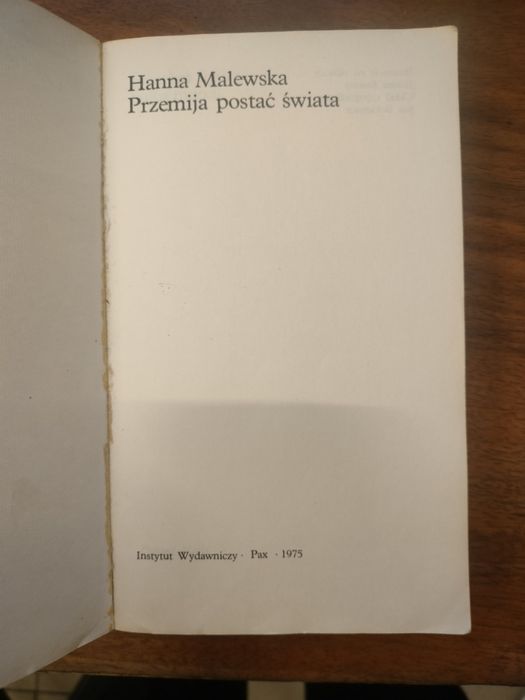 Hanna Malewska
Przemija postać świata
Instytut Wydawniczy · Pax · 1975